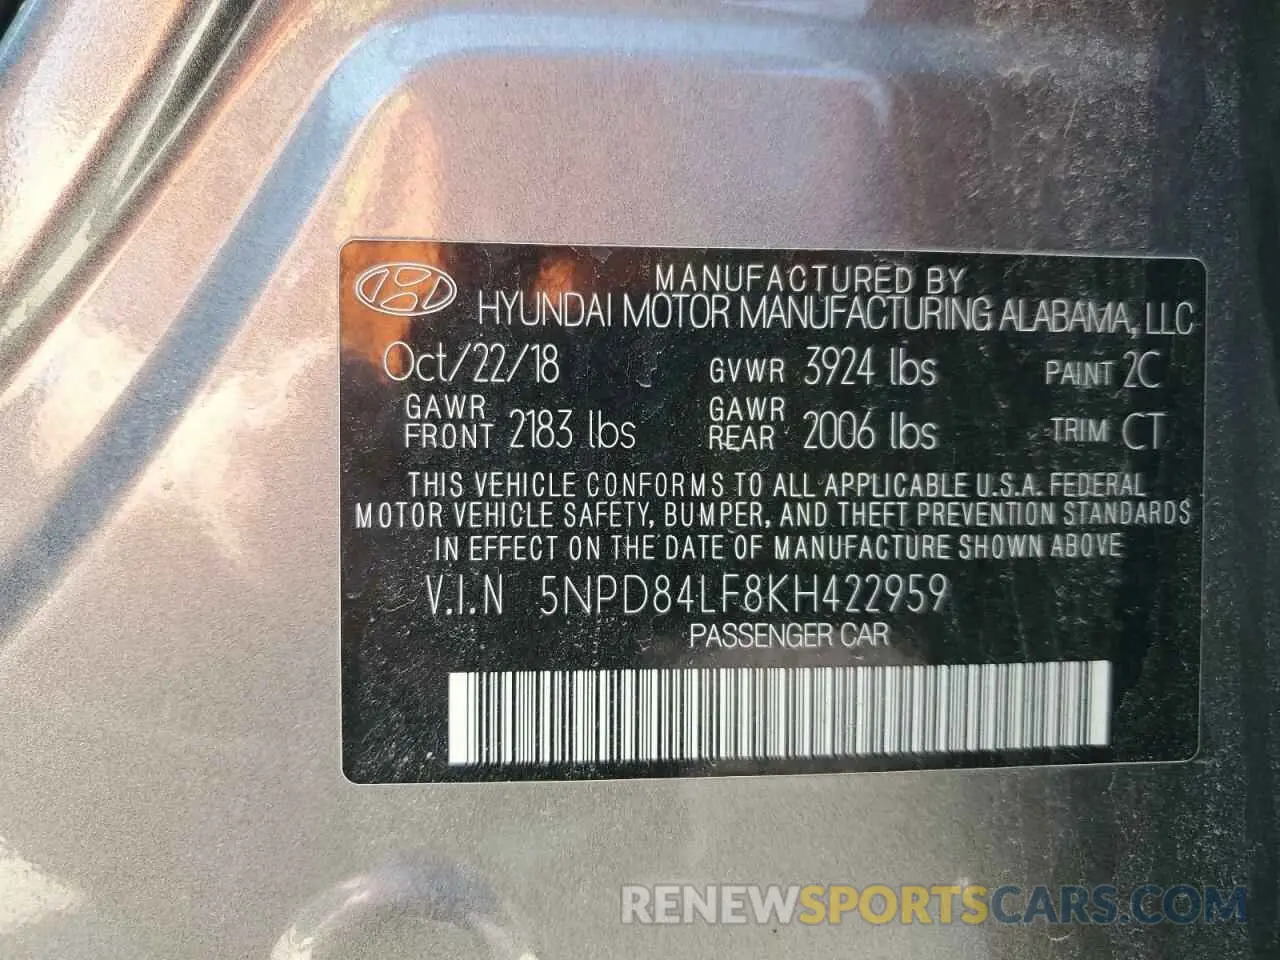 MANUFACTURED BY
HYUNDAI MOTOR MANUFACTURING ALABAMA, LLC
Oct/22/18 GVWR 3924 lbs PAINT 2C
GAWR FRONT 2183 lbs GAWR REAR 2006 lbs TRIM CT
THIS VEHICLE CONFORMS TO ALL APPLICABLE U.S.A. FEDERAL
MOTOR VEHICLE SAFETY, BUMPER, AND THEFT PREVENTION STANDARDS
IN EFFECT ON THE DATE OF MANUFACTURE SHOWN ABOVE
V.I.N 5NPD84LF8KH422959
PASSENGER CAR
RENEWSPORTSCARS.COM